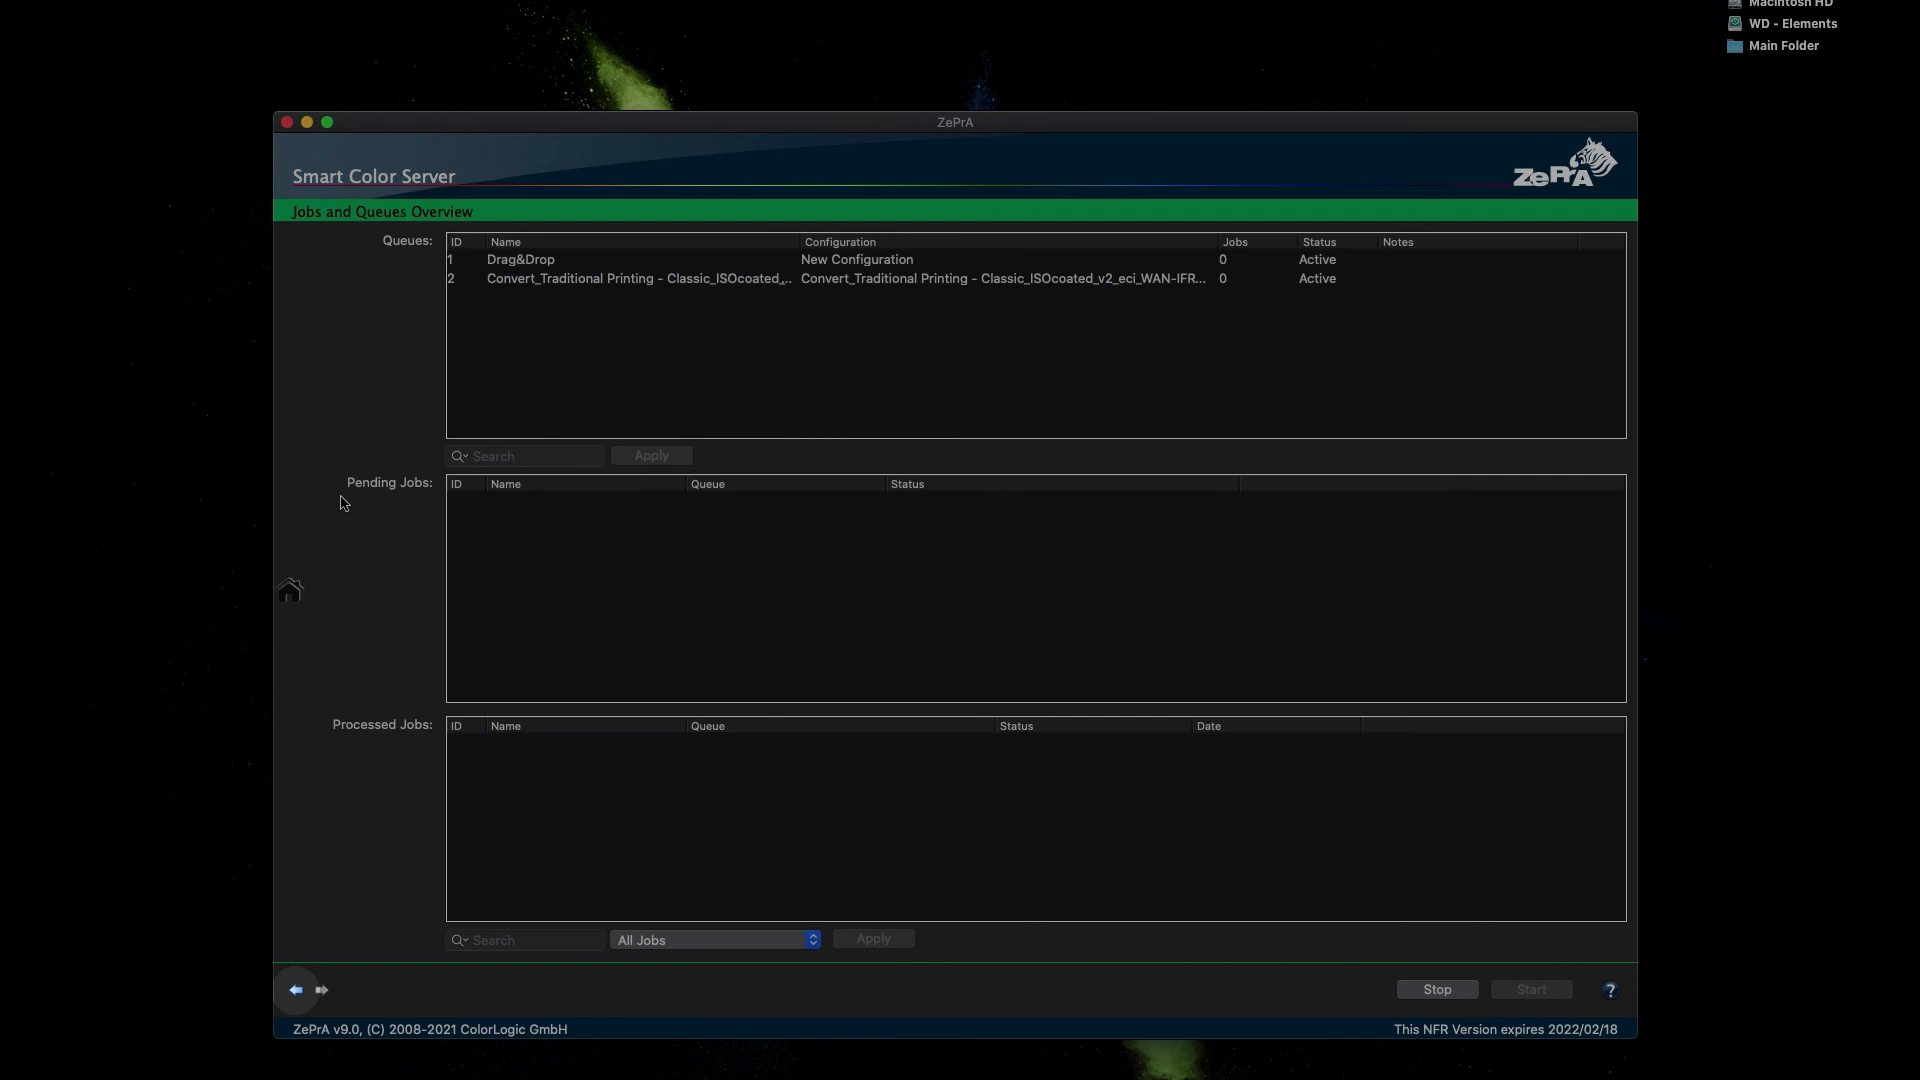 Macintosh HD
WD - Elements
Main Folder
ZePrA
Smart Color Server
ZePrA
Jobs and Queues Overview
Queues: ID Name Configuration Jobs Status Notes
1 Drag&Drop New Configuration 0 Active
2 Convert_Traditional Printing - Classic_ISOcoated_... Convert_Traditional Printing - Classic_ISOcoated_v2_eci_WAN-IFR... 0 Active
Search Apply
Pending Jobs: ID Name Queue Status
Processed Jobs: ID Name Queue Status Date
Search All Jobs Apply
Stop Start ?
ZePrA v9.0, (C) 2008-2021 ColorLogic GmbH
This NFR Version expires 2022/02/18